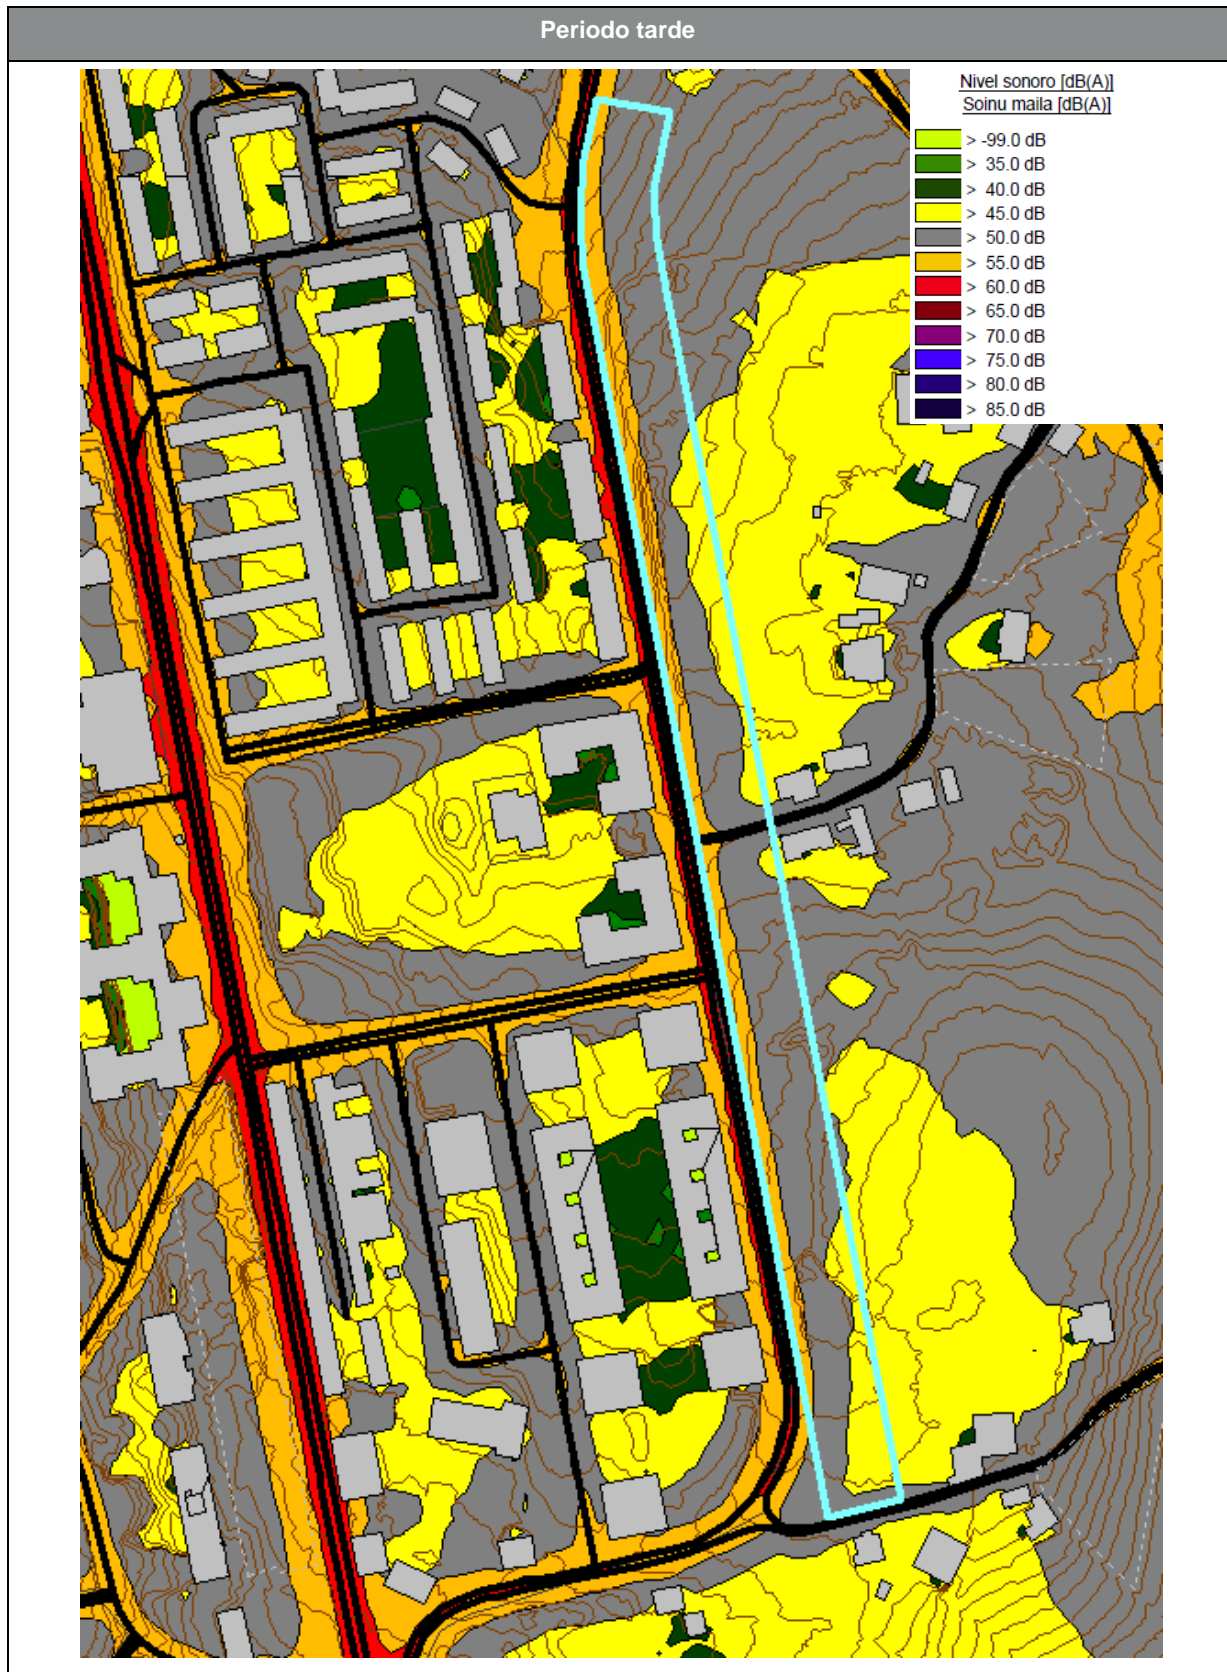 Periodo tarde
Nivel sonoro [dB(A)]
Soinu maila [dB(A)]
> -99.0 dB
> 35.0 dB
> 40.0 dB
> 45.0 dB
> 50.0 dB
> 55.0 dB
> 60.0 dB
> 65.0 dB
> 70.0 dB
> 75.0 dB
> 80.0 dB
> 85.0 dB